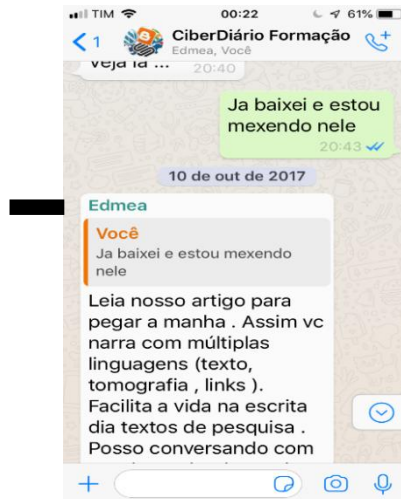 TIM 00:22 61%
1 CiberDiário Formação
Edmea, Você
Veja la ... 20:40
Ja baixei e estou
mexendo nele
20:43
10 de out de 2017
Edmea
Você
Ja baixei e estou mexendo
nele
Leia nosso artigo para
pegar a manha . Assim vc
narra com múltiplas
linguagens (texto,
tomografia , links ).
Facilita a vida na escrita
dia textos de pesquisa .
Posso conversando com